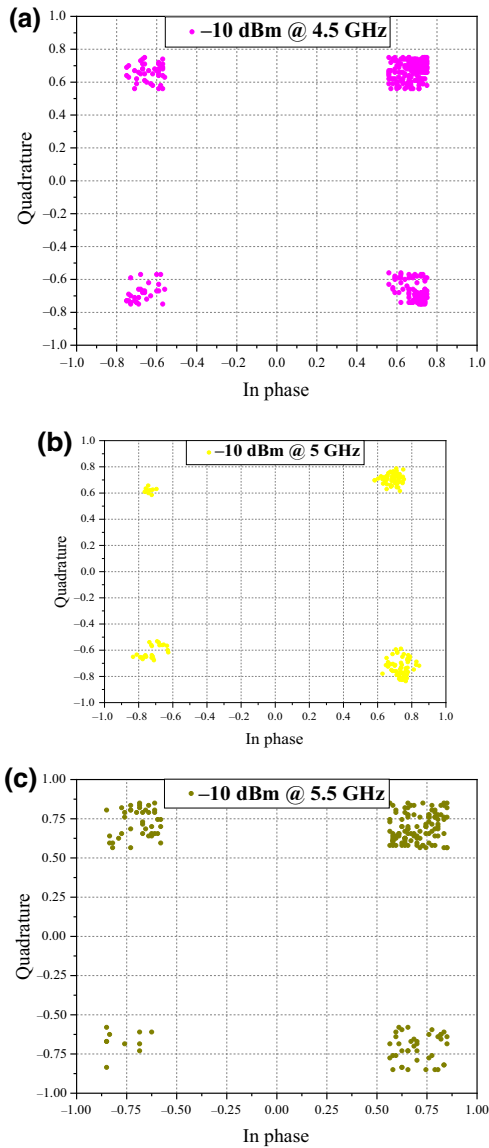 (a)
–10 dBm @ 4.5 GHz
1.0
0.8
0.6
0.4
0.2
0.0
–0.2
–0.4
–0.6
–0.8
–1.0
Quadrature
–1.0 –0.8 –0.6 –0.4 –0.2 0.0 0.2 0.4 0.6 0.8 1.0
In phase
(b)
–10 dBm @ 5 GHz
1.0
0.8
0.6
0.4
0.2
0.0
–0.2
–0.4
–0.6
–0.8
–1.0
Quadrature
–1.0 –0.8 –0.6 –0.4 –0.2 0.0 0.2 0.4 0.6 0.8 1.0
In phase
(c)
–10 dBm @ 5.5 GHz
1.00
0.75
0.50
0.25
0.00
–0.25
–0.50
–0.75
–1.00
Quadrature
–1.00 –0.75 –0.50 –0.25 0.00 0.25 0.50 0.75 1.00
In phase